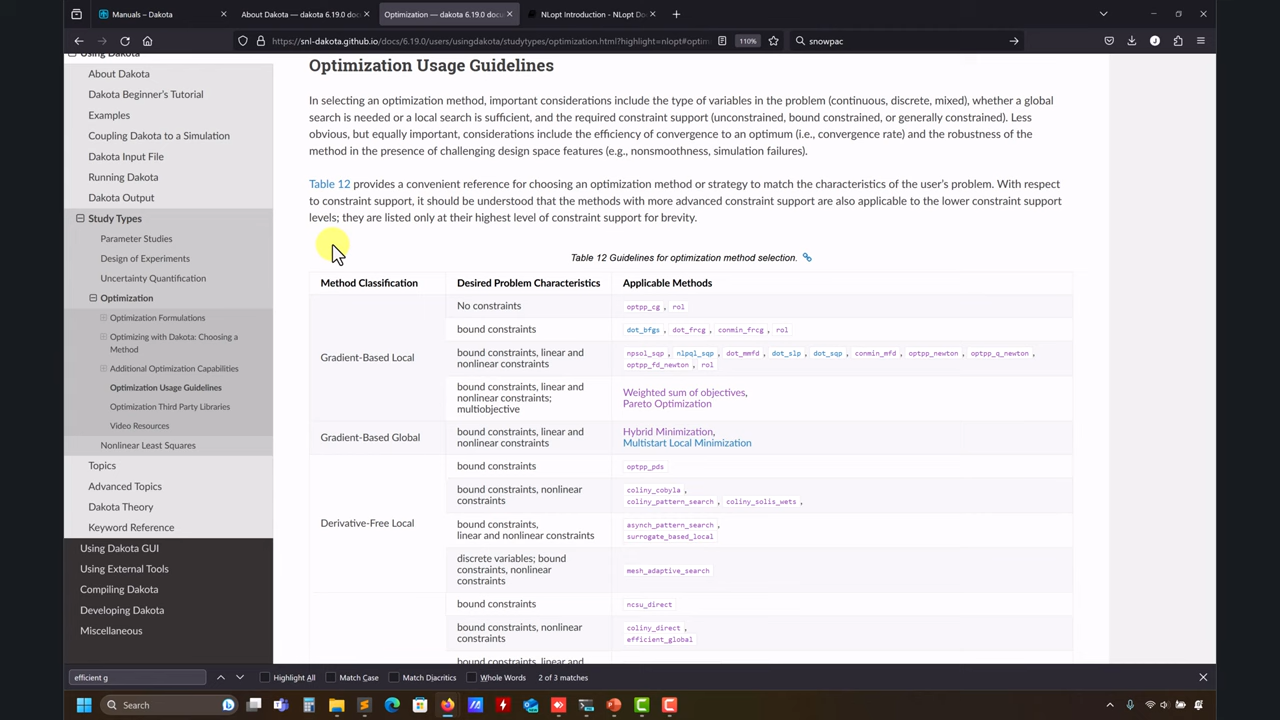 Manuals – Dakota
About Dakota — dakota 6.19.0 docu
Optimization — dakota 6.19.0 docu
NLopt Introduction - NLopt Do
https://snl-dakota.github.io/docs/6.19.0/users/usingdakota/studytypes/optimization.html?highlight=nlopt#optim
110%
snowpac
Using Dakota
About Dakota
Dakota Beginner's Tutorial
Examples
Coupling Dakota to a Simulation
Dakota Input File
Running Dakota
Dakota Output
Study Types
Parameter Studies
Design of Experiments
Uncertainty Quantification
Optimization
Optimization Formulations
Optimizing with Dakota: Choosing a
Method
Additional Optimization Capabilities
Optimization Usage Guidelines
Optimization Third Party Libraries
Video Resources
Nonlinear Least Squares
Topics
Advanced Topics
Dakota Theory
Keyword Reference
Using Dakota GUI
Using External Tools
Compiling Dakota
Developing Dakota
Miscellaneous
Optimization Usage Guidelines
In selecting an optimization method, important considerations include the type of variables in the problem (continuous, discrete, mixed), whether a global
search is needed or a local search is sufficient, and the required constraint support (unconstrained, bound constrained, or generally constrained). Less
obvious, but equally important, considerations include the efficiency of convergence to an optimum (i.e., convergence rate) and the robustness of the
method in the presence of challenging design space features (e.g., nonsmoothness, simulation failures).
Table 12 provides a convenient reference for choosing an optimization method or strategy to match the characteristics of the user's problem. With respect
to constraint support, it should be understood that the methods with more advanced constraint support are also applicable to the lower constraint support
levels; they are listed only at their highest level of constraint support for brevity.
Table 12 Guidelines for optimization method selection.
Method Classification Desired Problem Characteristics Applicable Methods
No constraints optpp_cg , rol
bound constraints dot_bfgs , dot_frcg , conmin_frcg , rol
Gradient-Based Local
bound constraints, linear and
nonlinear constraints
npsol_sqp , nlpql_sqp , dot_mmfd , dot_slp , dot_sqp , conmin_mfd , optpp_newton , optpp_q_newton ,
optpp_fd_newton , rol
bound constraints, linear and
nonlinear constraints;
multiobjective
Weighted sum of objectives,
Pareto Optimization
Gradient-Based Global
bound constraints, linear and
nonlinear constraints
Hybrid Minimization,
Multistart Local Minimization
Derivative-Free Local
bound constraints optpp_pds
bound constraints, nonlinear
constraints
coliny_cobyla ,
coliny_pattern_search , coliny_solis_wets ,
bound constraints,
linear and nonlinear constraints
asynch_pattern_search ,
surrogate_based_local
discrete variables; bound
constraints, nonlinear
constraints
mesh_adaptive_search
bound constraints ncsu_direct
bound constraints, nonlinear
constraints
coliny_direct ,
efficient_global
bound constraints, linear and
efficient g
Highlight All Match Case Match Diacritics Whole Words 2 of 3 matches
Search